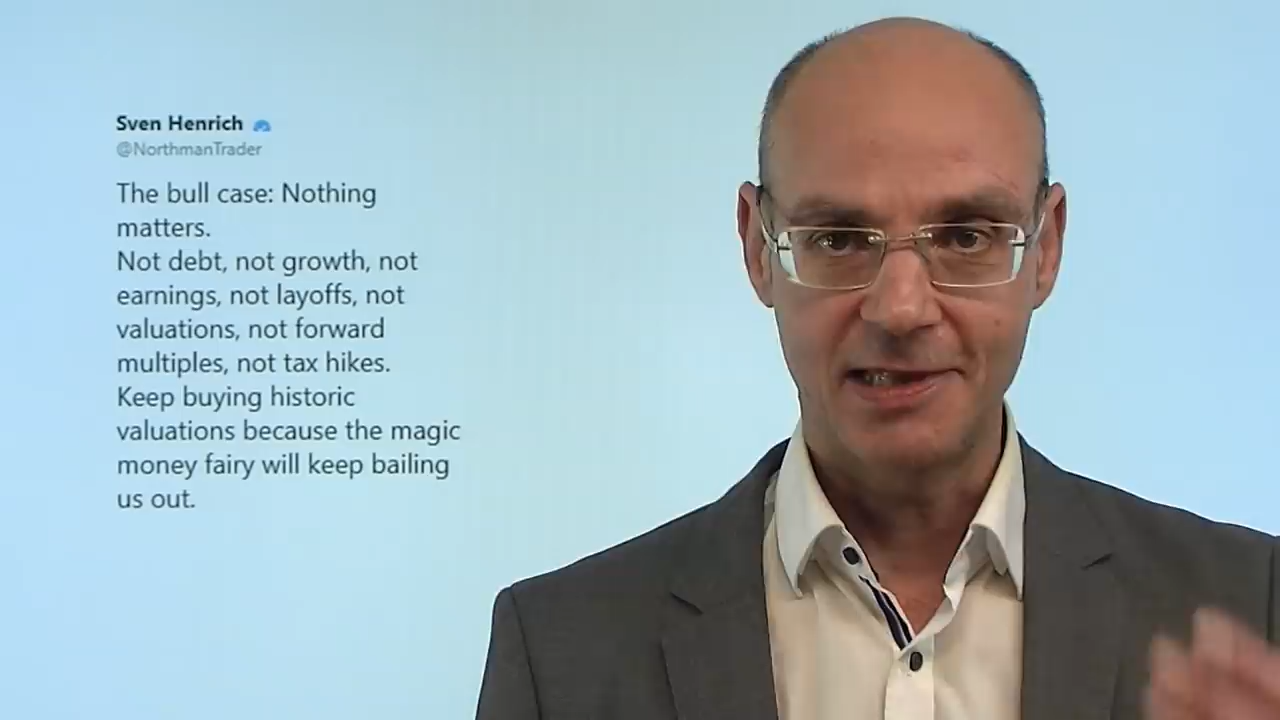 Sven Henrich
@NorthmanTrader
The bull case: Nothing
matters.
Not debt, not growth, not
earnings, not layoffs, not
valuations, not forward
multiples, not tax hikes.
Keep buying historic
valuations because the magic
money fairy will keep bailing
us out.